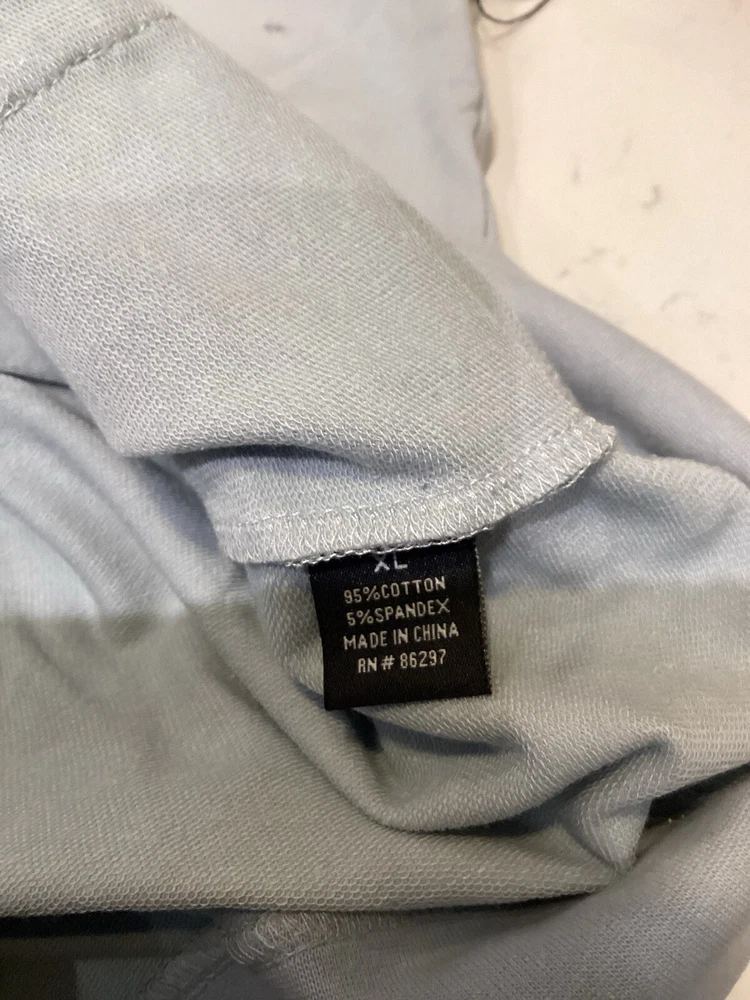 XL
95%COTTON
5%SPANDEX
MADE IN CHINA
RN # 86297